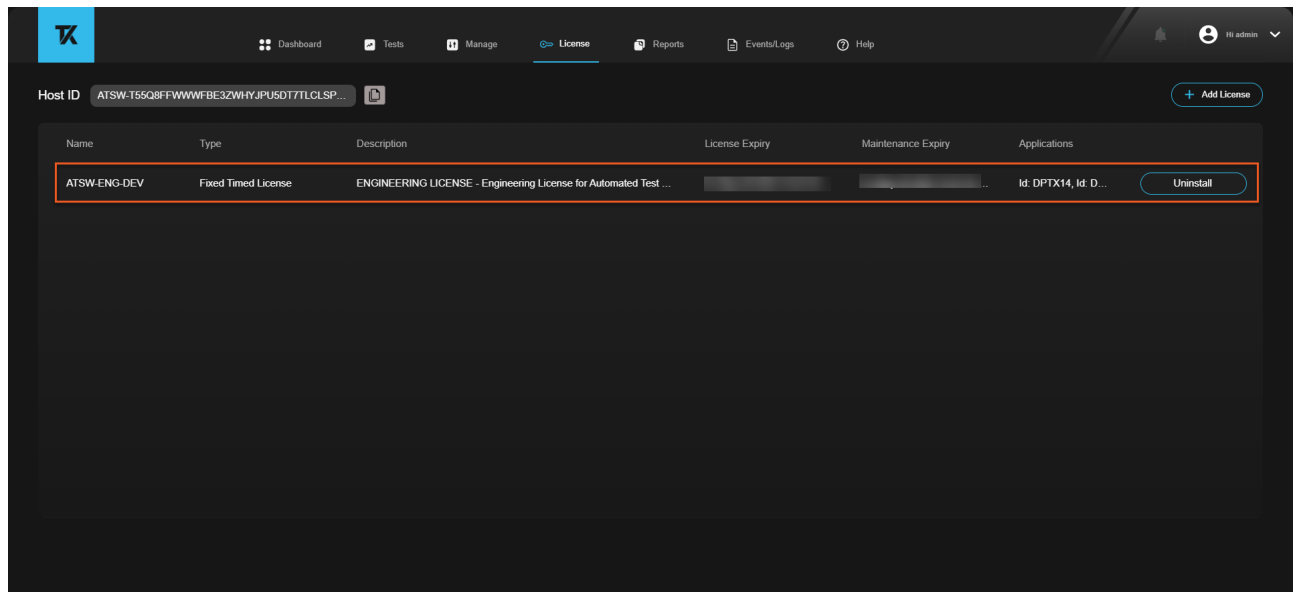 TK
Dashboard
Tests
Manage
License
Reports
Events/Logs
Help
Hi admin
Host ID
ATSW-T55Q8FFWWWFBE3ZWHYJPU5DT7TLCLSP...
+ Add License
Name Type Description License Expiry Maintenance Expiry Applications
ATSW-ENG-DEV Fixed Timed License ENGINEERING LICENSE - Engineering License for Automated Test ... ... Id: DPTX14, Id: D... Uninstall